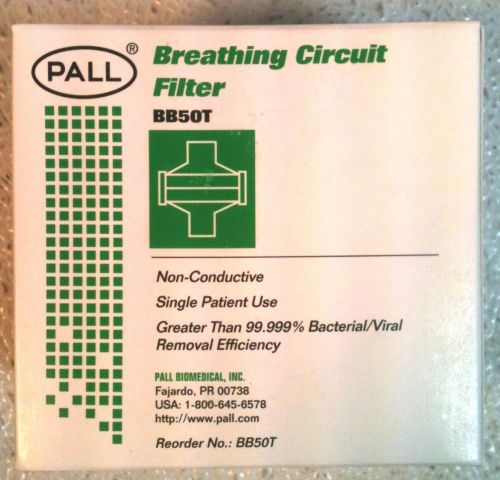 PALL®
Breathing Circuit
Filter
BB50T
Non-Conductive
Single Patient Use
Greater Than 99.999% Bacterial/Viral
Removal Efficiency
PALL BIOMEDICAL, INC.
Fajardo, PR 00738
USA: 1-800-645-6578
http://www.pall.com
Reorder No.: BB50T